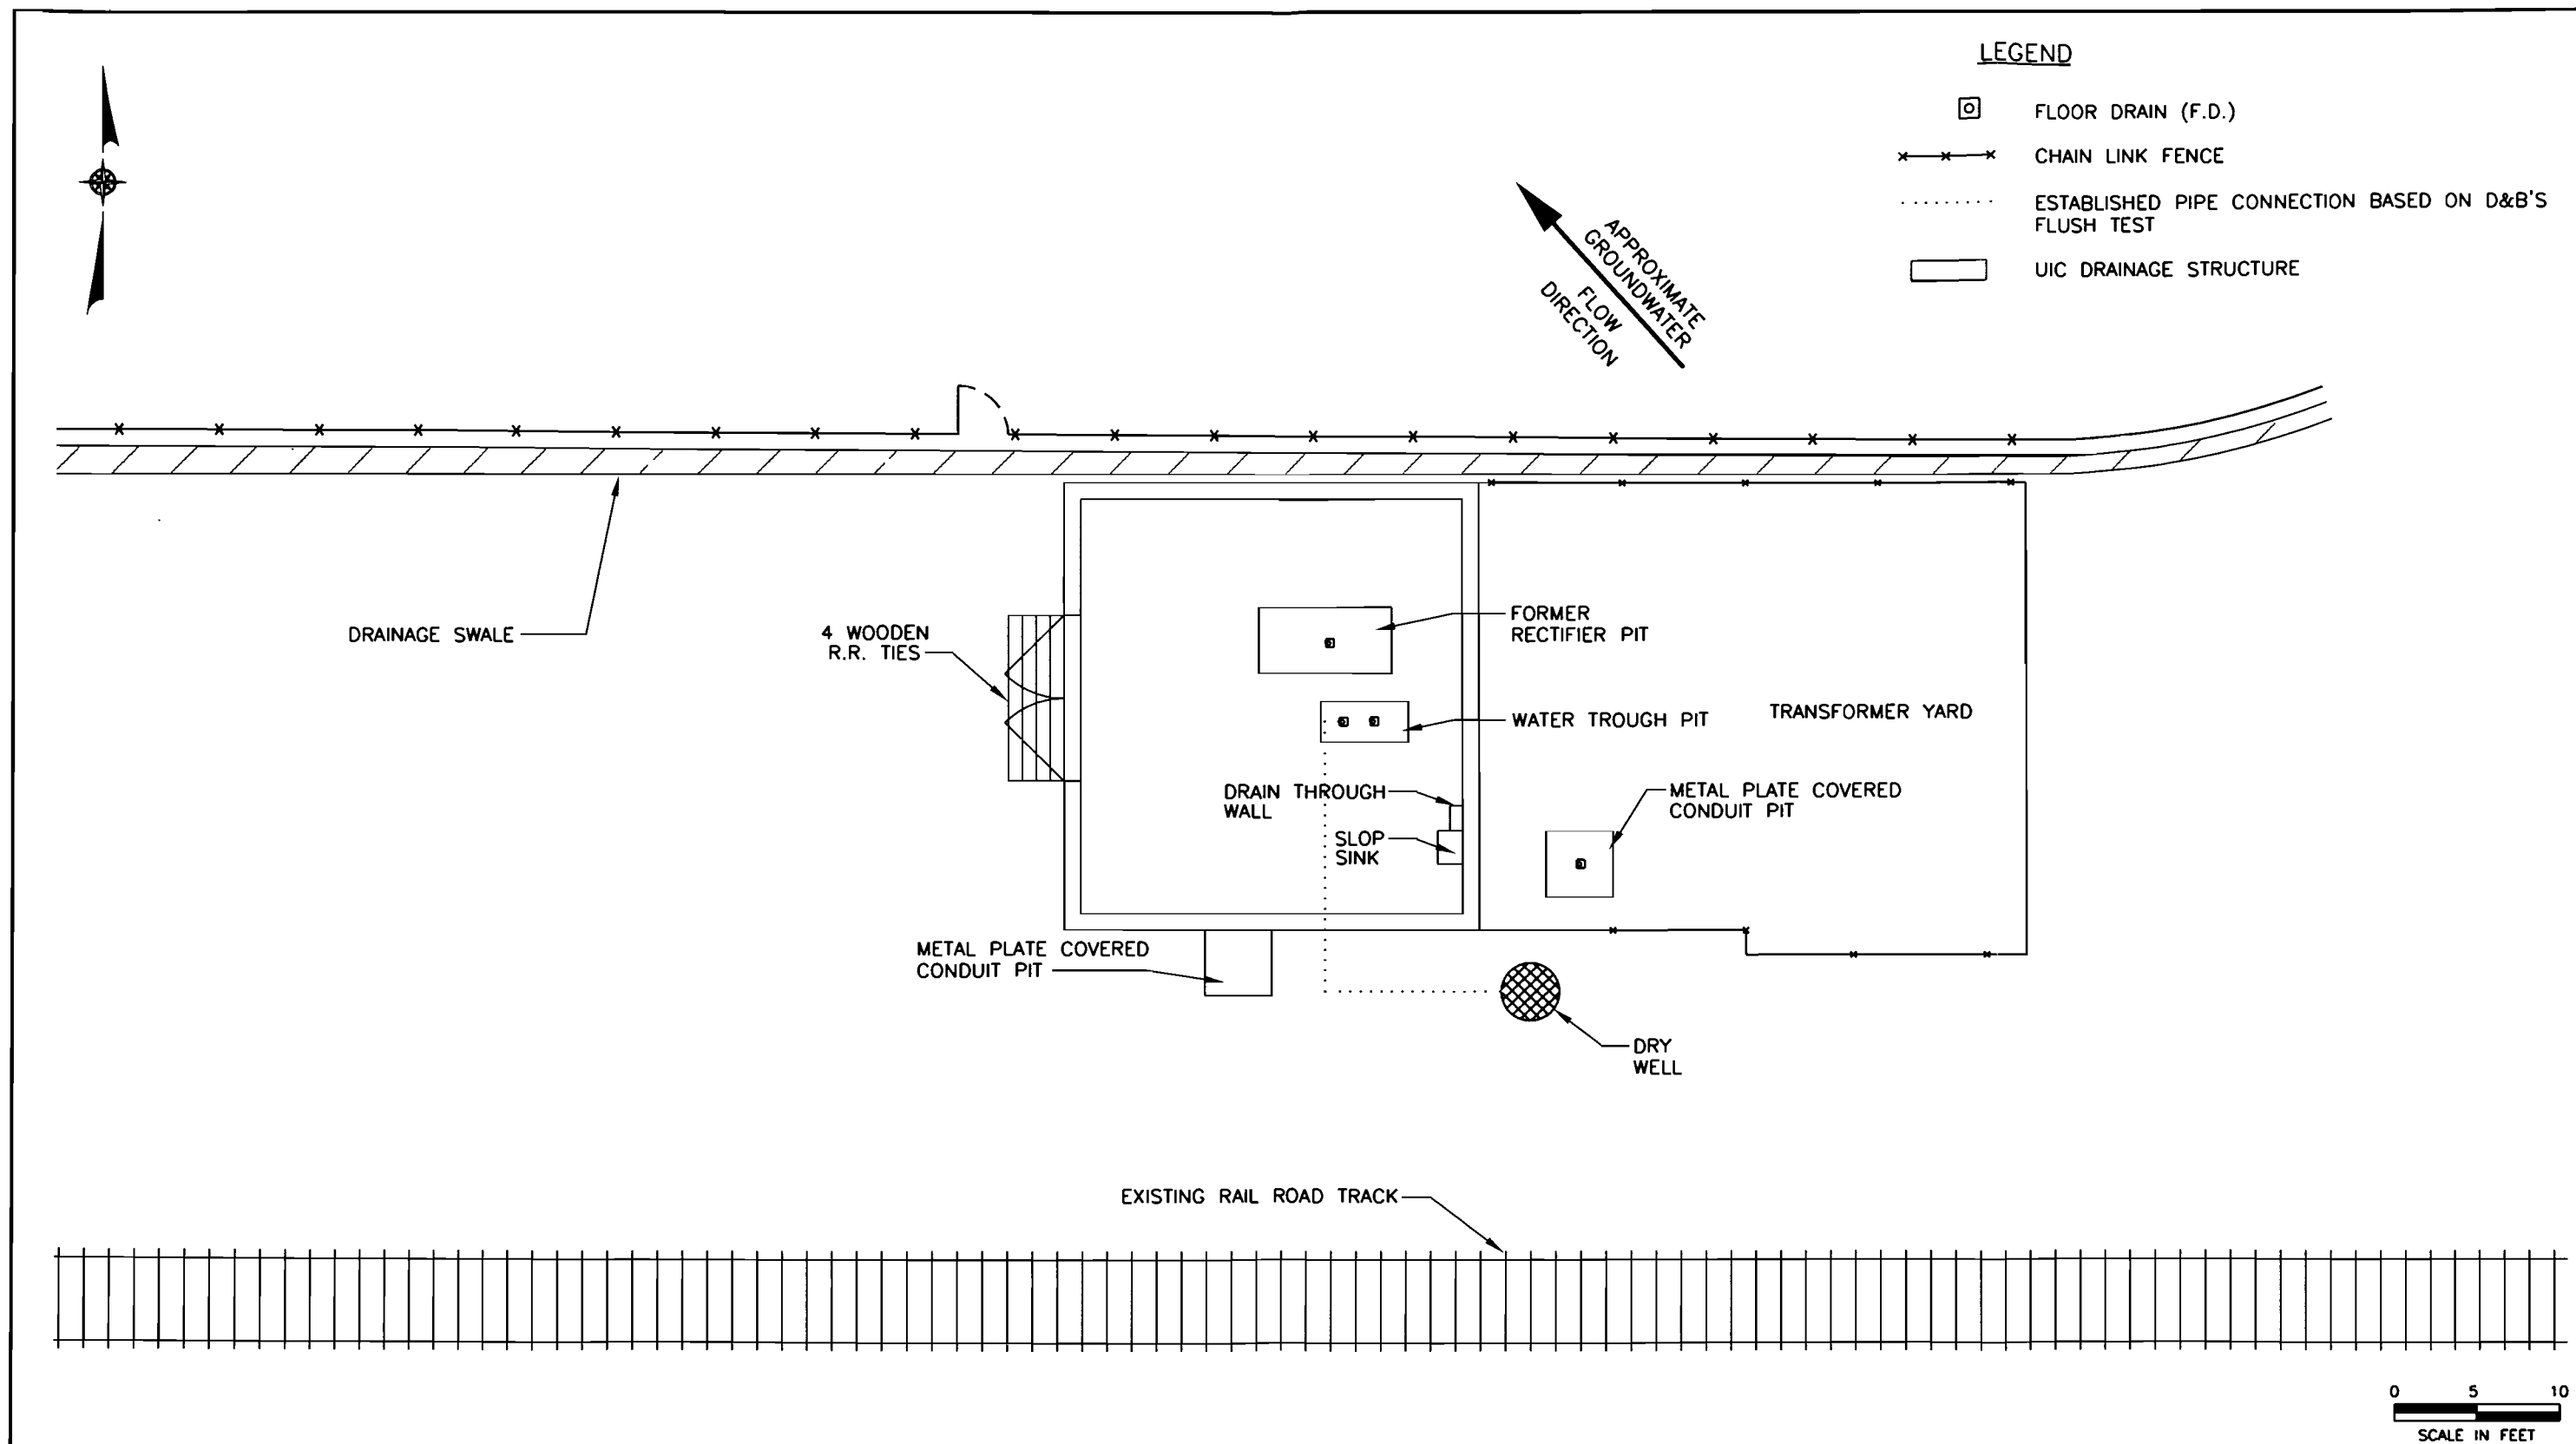 LEGEND
FLOOR DRAIN (F.D.)
CHAIN LINK FENCE
ESTABLISHED PIPE CONNECTION BASED ON D&B'S
FLUSH TEST
UIC DRAINAGE STRUCTURE
APPROXIMATE
GROUNDWATER
FLOW
DIRECTION
DRAINAGE SWALE
4 WOODEN
R.R. TIES
FORMER
RECTIFIER PIT
WATER TROUGH PIT
TRANSFORMER YARD
DRAIN THROUGH
WALL
SLOP
SINK
METAL PLATE COVERED
CONDUIT PIT
METAL PLATE COVERED
CONDUIT PIT
DRY
WELL
EXISTING RAIL ROAD TRACK
0 5 10
SCALE IN FEET